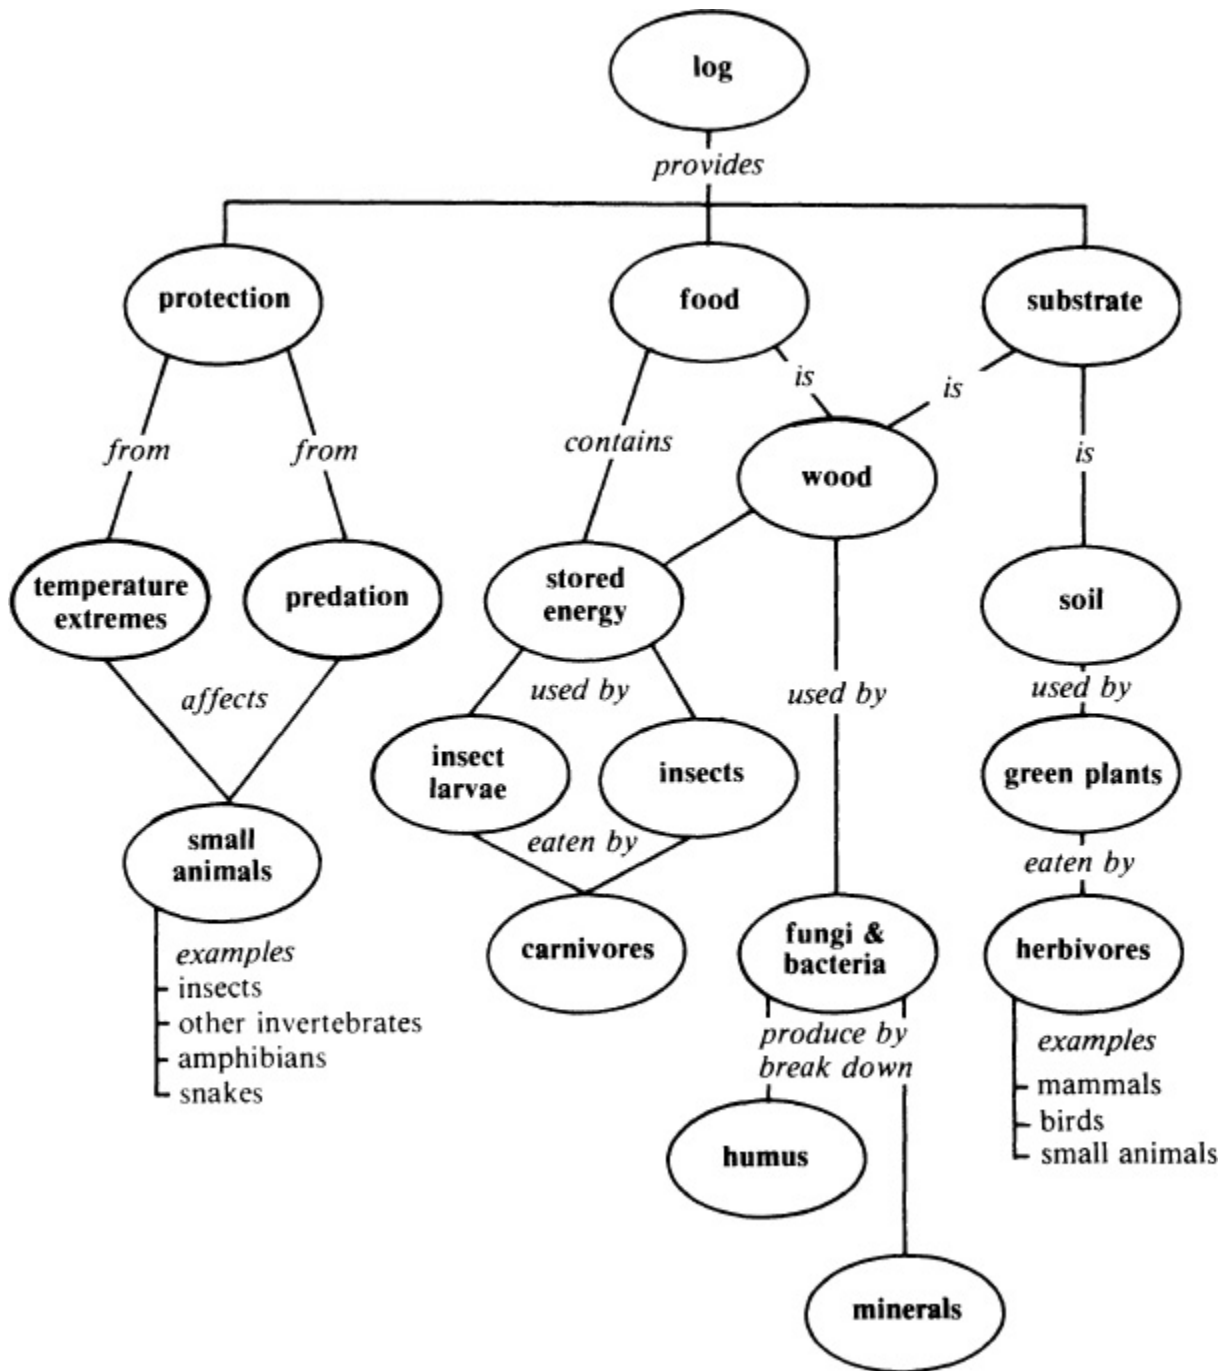 log
provides
protection
food
substrate
is
is
from
from
contains
wood
is
temperature
extremes
predation
stored
energy
soil
affects
used by
used by
used by
insect
larvae
insects
green plants
small
animals
eaten by
eaten by
examples
insects
other invertebrates
amphibians
snakes
carnivores
fungi &
bacteria
herbivores
produce by
break down
examples
mammals
birds
small animals
humus
minerals